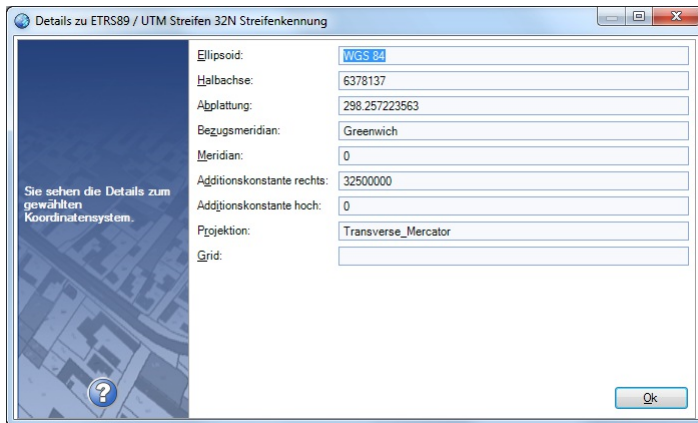 Details zu ETRS89 / UTM Streifen 32N Streifenkennung
Sie sehen die Details zum
gewählten
Koordinatensystem.
Ellipsoid: WGS 84
Halbachse: 6378137
Abplattung: 298.257223563
Bezugsmeridian: Greenwich
Meridian: 0
Additionskonstante rechts: 32500000
Additionskonstante hoch: 0
Projektion: Transverse_Mercator
Grid:
?
Ok